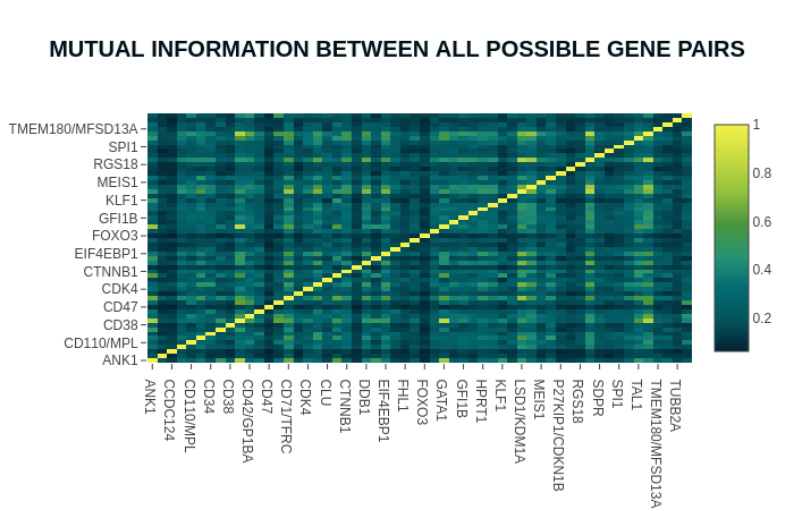 MUTUAL INFORMATION BETWEEN ALL POSSIBLE GENE PAIRS
TMEM180/MFSD13A
SPI1
RGS18
MEIS1
KLF1
GFI1B
FOXO3
EIF4EBP1
CTNNB1
CDK4
CD47
CD38
CD110/MPL
ANK1
1
0.8
0.6
0.4
0.2
ANK1
CCDC124
CD110/MPL
CD34
CD38
CD42/GP1BA
CD47
CD71/TFRC
CDK4
CLU
CTNNB1
DDB1
EIF4EBP1
FHL1
FOXO3
GATA1
GFI1B
HPRT1
KLF1
LSD1/KDM1A
MEIS1
P27KIP1/CDKN1B
RGS18
SDPR
SPI1
TAL1
TMEM180/MFSD13A
TUBB2A